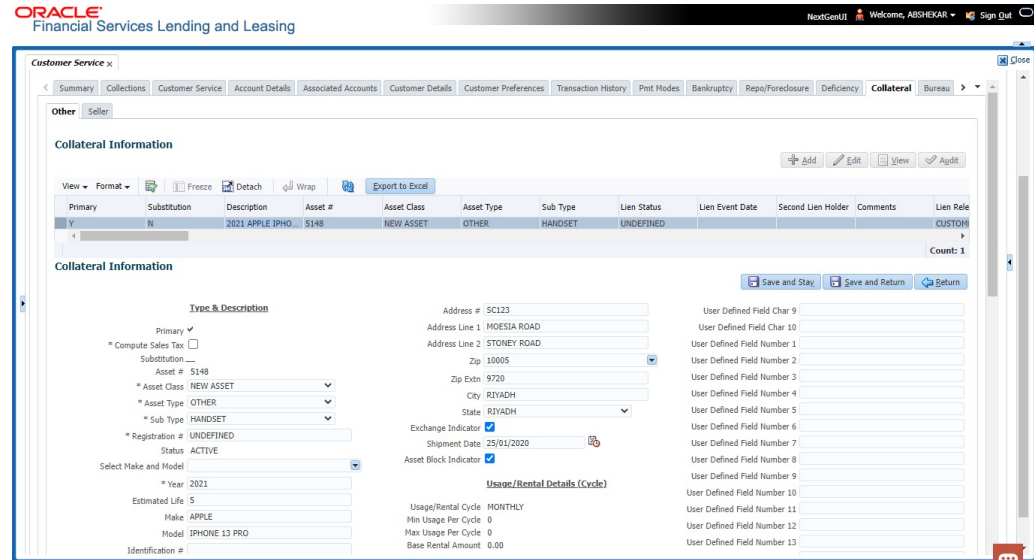 ORACLE
Financial Services Lending and Leasing
NextGenUI Welcome, ABSHEKAR Sign Out
Customer Service x
Close
Summary Collections Customer Service Account Details Associated Accounts Customer Details Customer Preferences Transaction History Pmt Modes Bankruptcy Repo/Foreclosure Deficiency Collateral Bureau
Other Seller
Collateral Information
Add Edit View Audit
View Format Freeze Detach Wrap Export to Excel
Primary Substitution Description Asset # Asset Class Asset Type Sub Type Lien Status Lien Event Date Second Lien Holder Comments Lien Rele
Y N 2021 APPLE IPHO... 5148 NEW ASSET OTHER HANDSET UNDEFINED CUSTOM
Count: 1
Collateral Information
Save and Stay Save and Return Return
Type & Description
Primary
* Compute Sales Tax
Substitution
Asset # 5148
* Asset Class NEW ASSET
* Asset Type OTHER
* Sub Type HANDSET
* Registration # UNDEFINED
Status ACTIVE
Select Make and Model
* Year 2021
Estimated Life 5
Make APPLE
Model IPHONE 13 PRO
Identification #
Address # SC123
Address Line 1 MOESIA ROAD
Address Line 2 STONEY ROAD
Zip 10005
Zip Extn 9720
City RIYADH
State RIYADH
Exchange Indicator
Shipment Date 25/01/2020
Asset Block Indicator
Usage/Rental Details (Cycle)
Usage/Rental Cycle MONTHLY
Min Usage Per Cycle 0
Max Usage Per Cycle 0
Base Rental Amount 0.00
User Defined Field Char 9
User Defined Field Char 10
User Defined Field Number 1
User Defined Field Number 2
User Defined Field Number 3
User Defined Field Number 4
User Defined Field Number 5
User Defined Field Number 6
User Defined Field Number 7
User Defined Field Number 8
User Defined Field Number 9
User Defined Field Number 10
User Defined Field Number 11
User Defined Field Number 12
User Defined Field Number 13